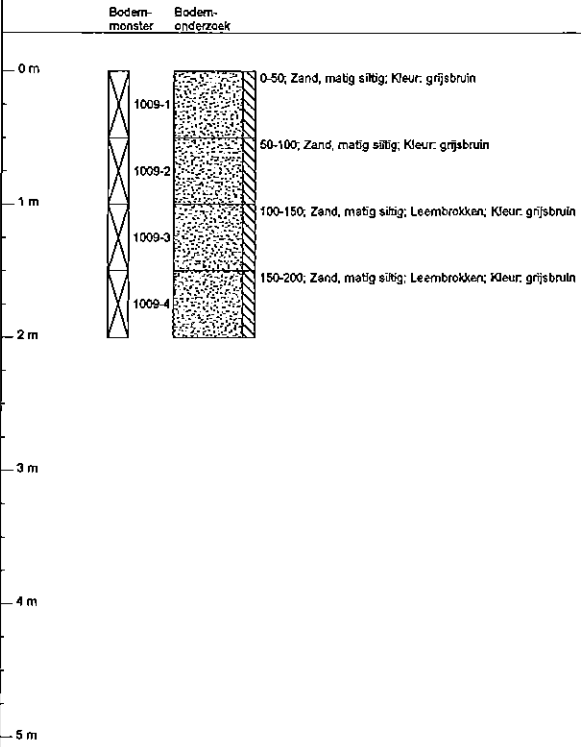 Bodem-
monster
Bodem-
onderzoek
0 m
0-50; Zand, matig siltig; Kleur: grijsbruin
1009-1
50-100; Zand, matig siltig; Kleur: grijsbruin
1009-2
1 m
100-150; Zand, matig siltig; Leembrokken; Kleur: grijsbruin
1009-3
150-200; Zand, matig siltig; Leembrokken; Kleur: grijsbruin
1009-4
2 m
3 m
4 m
5 m